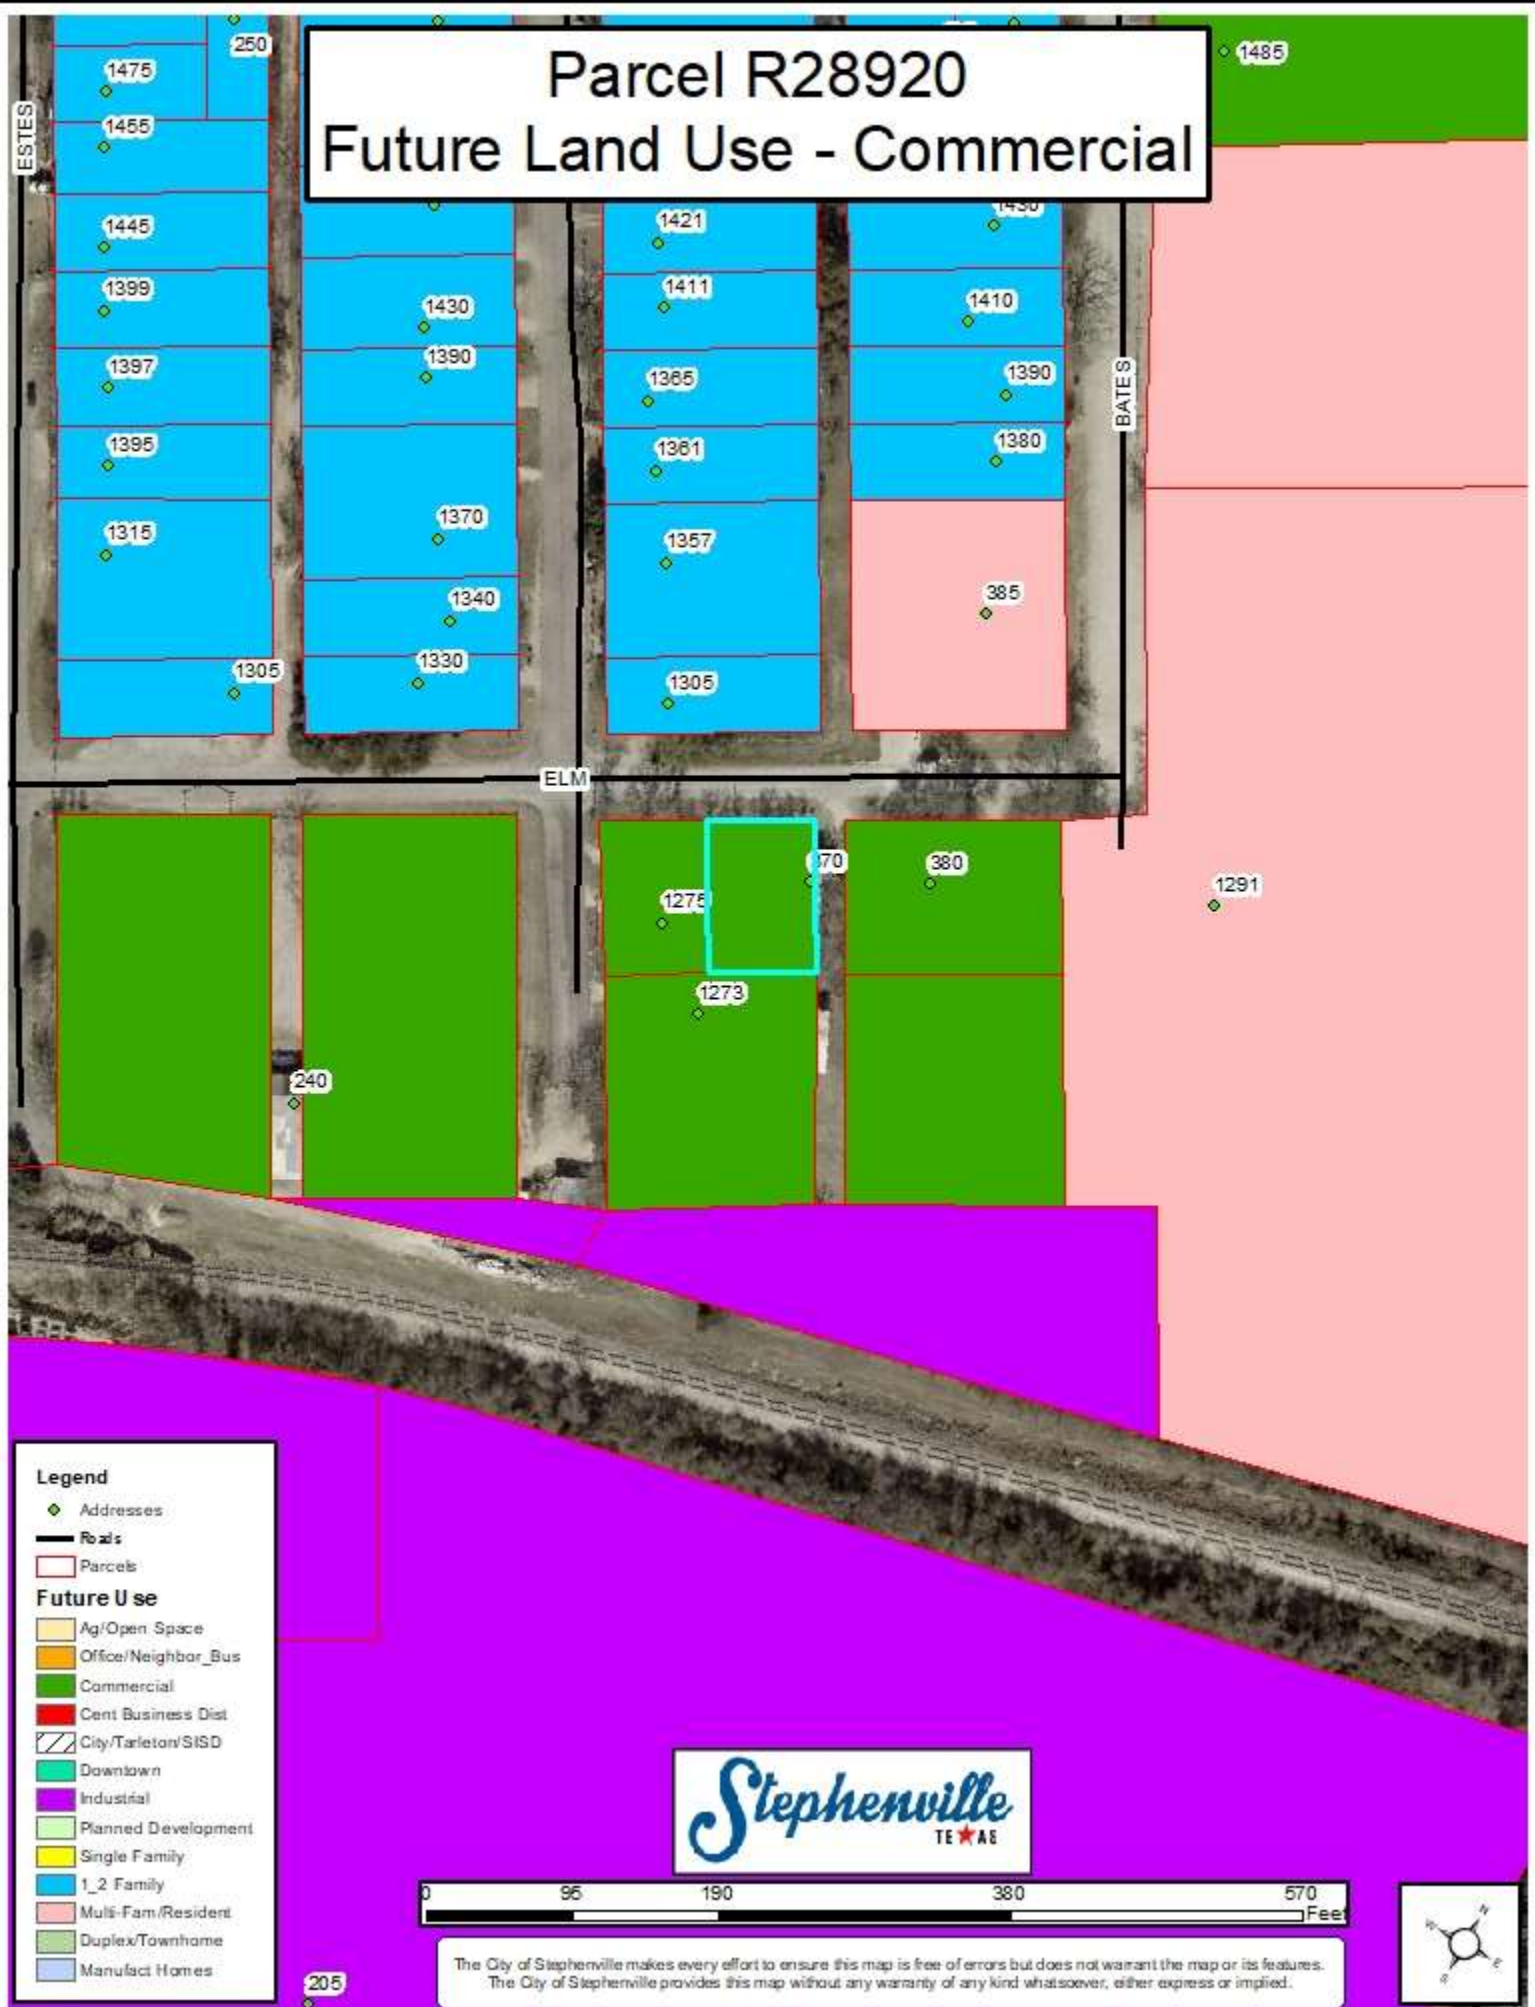 Parcel R28920
Future Land Use - Commercial
250
1485
1475
1455
ESTES
1445
1421
1430
1399
1430
1411
1410
1397
1390
1365
1390
BATES
1395
1361
1380
1315
1370
1357
385
1340
1305
1330
1305
ELM
1275
380
1291
1273
240
Legend
Addresses
Roads
Parcels
Future Use
Ag/Open Space
Office/Neighbor_Bus
Commercial
Cent Business Dist
City/Tarleton/SISD
Downtown
Industrial
Planned Development
Single Family
1_2 Family
Multi-Fam/Resident
Duplex/Townhome
Manufact Homes
205
Stephenville
TEXAS
0 95 190 380 570
Feet
The City of Stephenville makes every effort to ensure this map is free of errors but does not warrant the map or its features.
The City of Stephenville provides this map without any warranty of any kind whatsoever, either express or implied.
N
W E
S